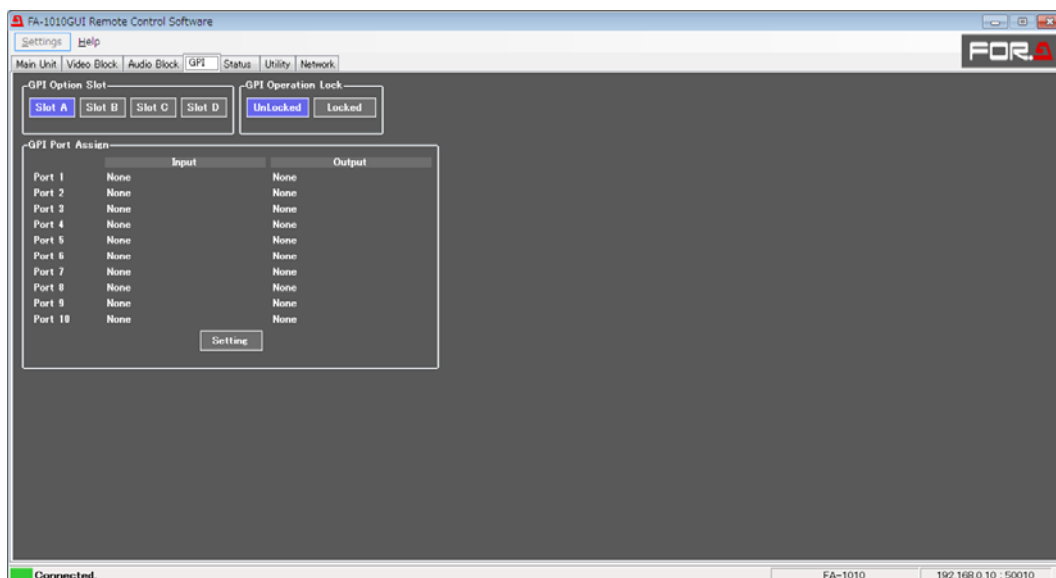 FA-1010GUI Remote Control Software
Settings Help
FOR.A
Main Unit Video Block Audio Block GPI Status Utility Network
GPI Option Slot GPI Operation Lock
Slot A Slot B Slot C Slot D UnLocked Locked
GPI Port Assign
Input Output
Port 1 None None
Port 2 None None
Port 3 None None
Port 4 None None
Port 5 None None
Port 6 None None
Port 7 None None
Port 8 None None
Port 9 None None
Port 10 None None
Setting
Connected. FA-1010 192.168.0.10 : 50010